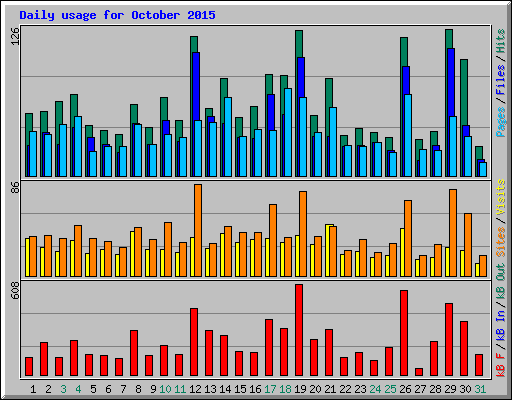 Daily usage for October 2015
126
86
608
Pages / Files / Hits
Sites / Visits
kB F / kB In / kB Out
1 2 3 4 5 6 7 8 9 10 11 12 13 14 15 16 17 18 19 20 21 22 23 24 25 26 27 28 29 30 31